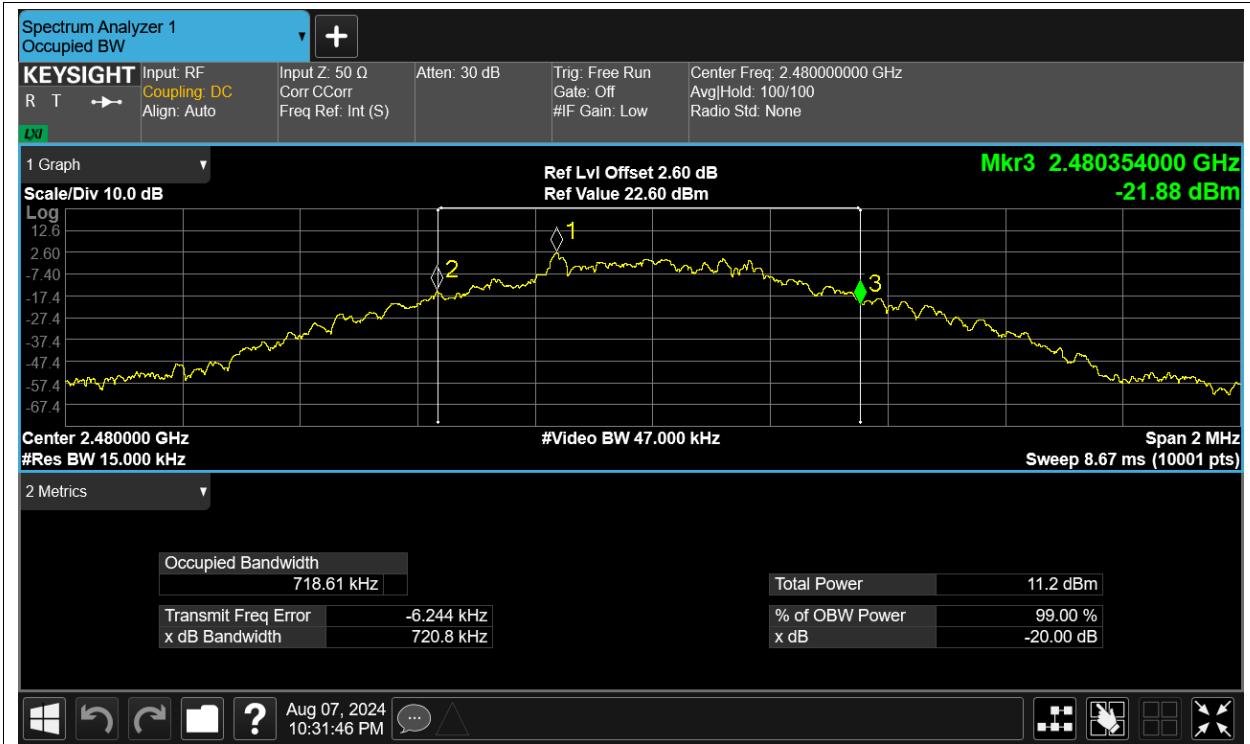 Spectrum Analyzer 1
Occupied BW
KEYSIGHT
R T
LXI
Input: RF
Coupling: DC
Align: Auto
Input Z: 50 Ω
Corr CCorr
Freq Ref: Int (S)
Atten: 30 dB
Trig: Free Run
Gate: Off
#IF Gain: Low
Center Freq: 2.480000000 GHz
Avg|Hold: 100/100
Radio Std: None
1 Graph
Scale/Div 10.0 dB
Ref Lvl Offset 2.60 dB
Ref Value 22.60 dBm
Mkr3 2.480354000 GHz
-21.88 dBm
Log
12.6
2.60
-7.40
-17.4
-27.4
-37.4
-47.4
-57.4
-67.4
1
2
3
Center 2.480000 GHz
#Res BW 15.000 kHz
#Video BW 47.000 kHz
Span 2 MHz
Sweep 8.67 ms (10001 pts)
2 Metrics
Occupied Bandwidth
718.61 kHz
Transmit Freq Error -6.244 kHz
x dB Bandwidth 720.8 kHz
Total Power 11.2 dBm
% of OBW Power 99.00 %
x dB -20.00 dB
?
Aug 07, 2024
10:31:46 PM